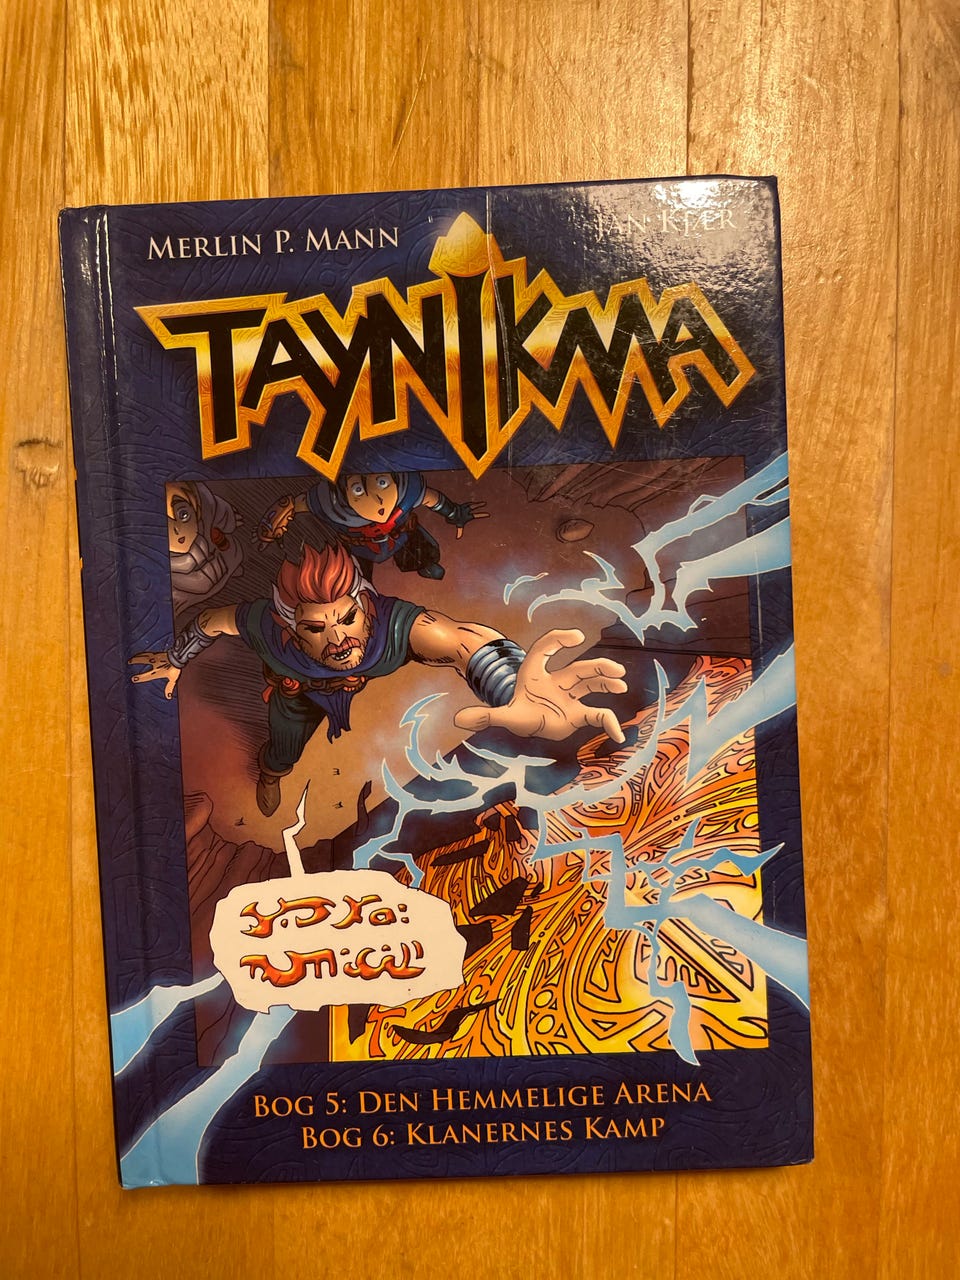 MERLIN P. MANN
JAN KJÆR
TAYNIKMA
BOG 5: DEN HEMMELIGE ARENA
BOG 6: KLANERNES KAMP